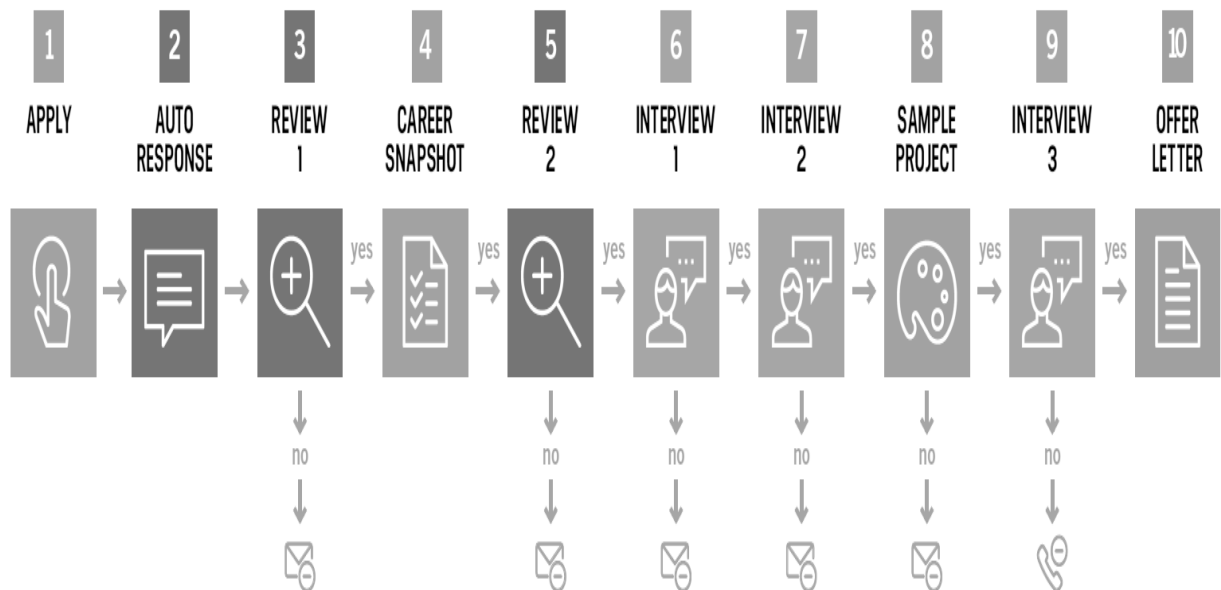 1 2 3 4 5 6 7 8 9 10
APPLY
AUTO
RESPONSE
REVIEW
1
CAREER
SNAPSHOT
REVIEW
2
INTERVIEW
1
INTERVIEW
2
SAMPLE
PROJECT
INTERVIEW
3
OFFER
LETTER
yes yes yes yes yes yes yes
no no no no no no